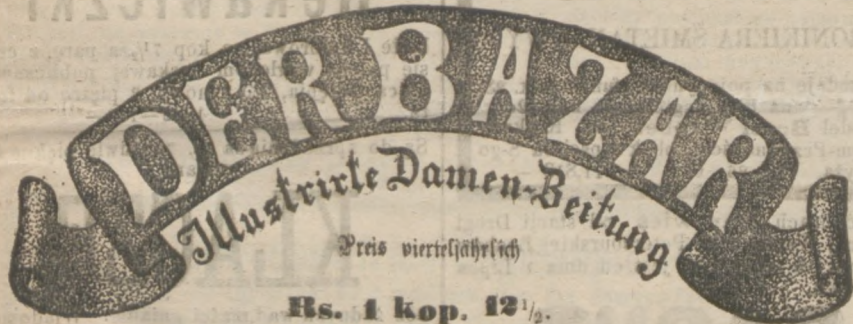 DER BAZAR
Illustrirte Damen-Zeitung
Preis vierteljährlich
Rs. 1 kop. 12½.